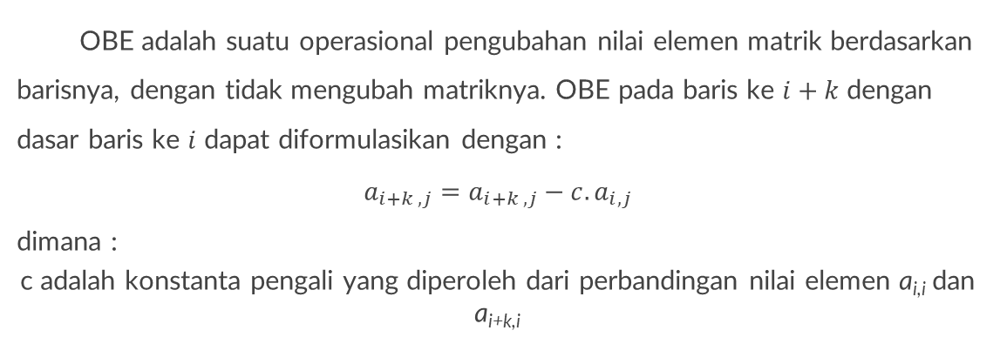 OBE adalah suatu operasional pengubahan nilai elemen matrik berdasarkan
barisnya, dengan tidak mengubah matriknya. OBE pada baris ke i + k dengan
dasar baris ke i dapat diformulasikan dengan :
a_{i+k ,j} = a_{i+k ,j} − c. a_{i,j}
dimana :
c adalah konstanta pengali yang diperoleh dari perbandingan nilai elemen a_{i,i} dan
a_{i+k,i}